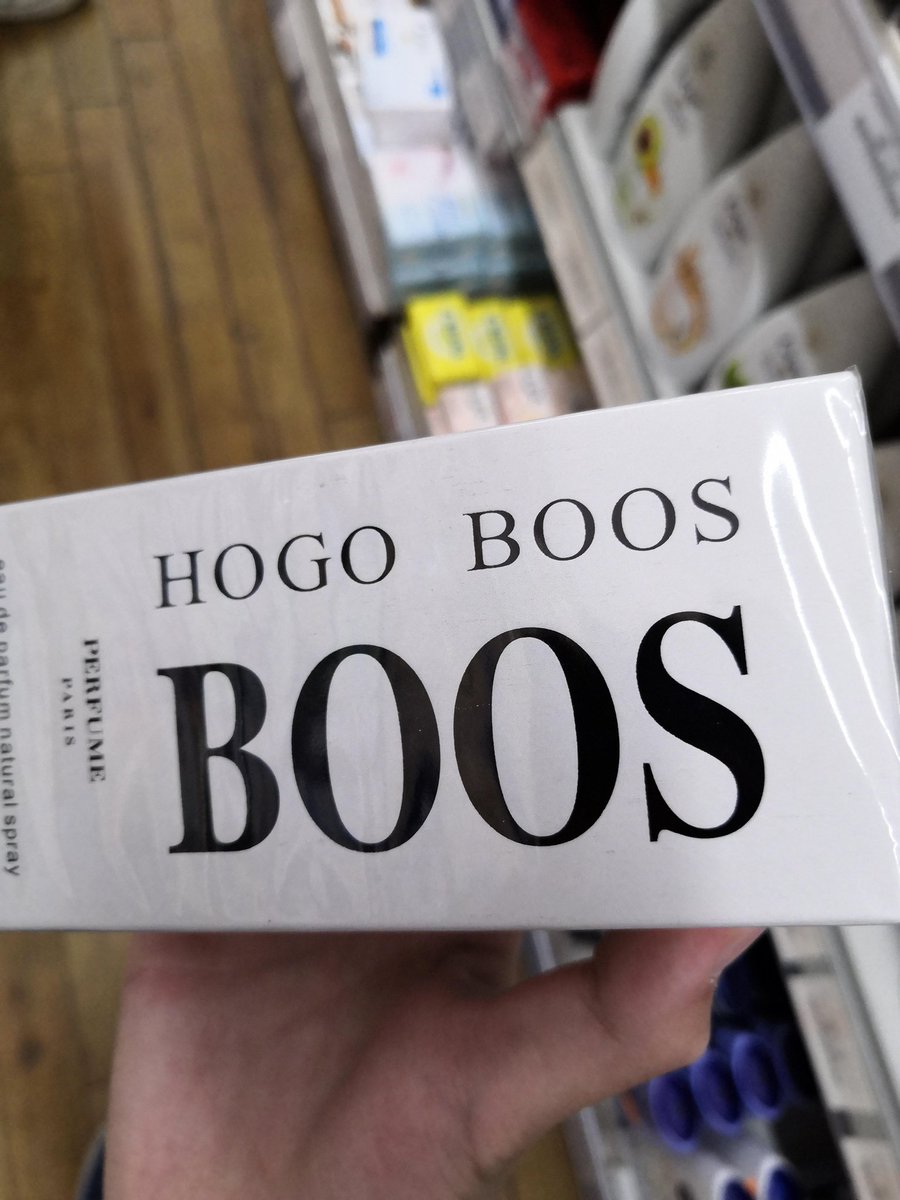 HOGO BOOS
BOOS
PERFUME
PARIS
eau de parfum natural spray